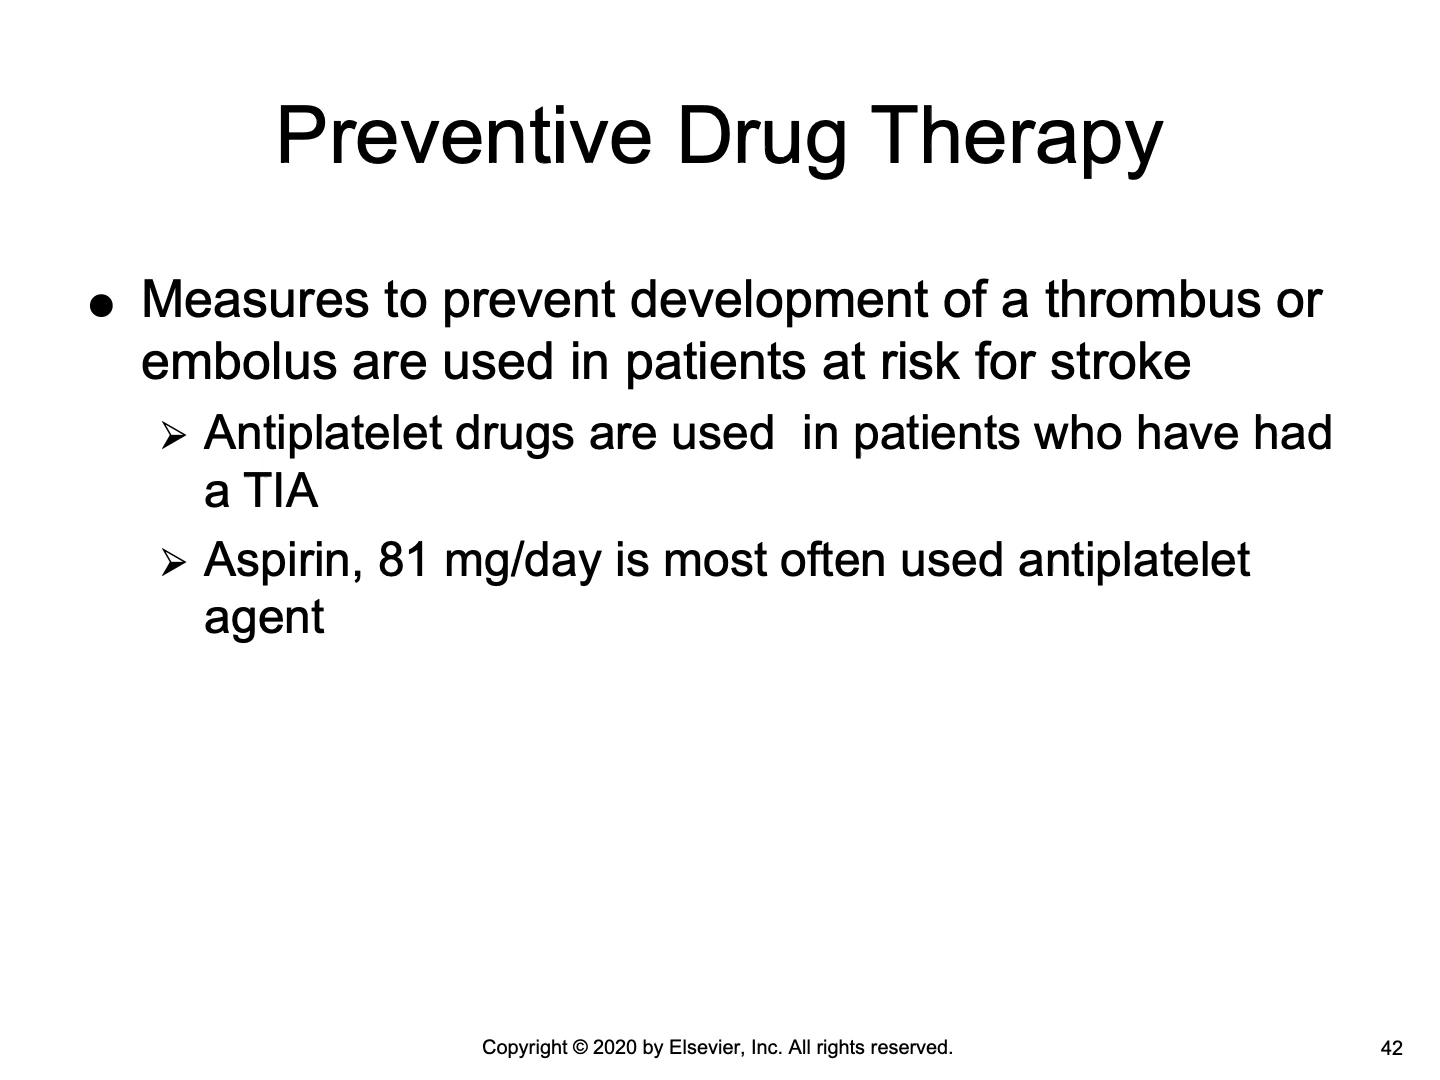 Preventive Drug Therapy
● Measures to prevent development of a thrombus or
embolus are used in patients at risk for stroke
➢ Antiplatelet drugs are used  in patients who have had
a TIA
➢ Aspirin, 81 mg/day is most often used antiplatelet
agent
Copyright © 2020 by Elsevier, Inc. All rights reserved.
42